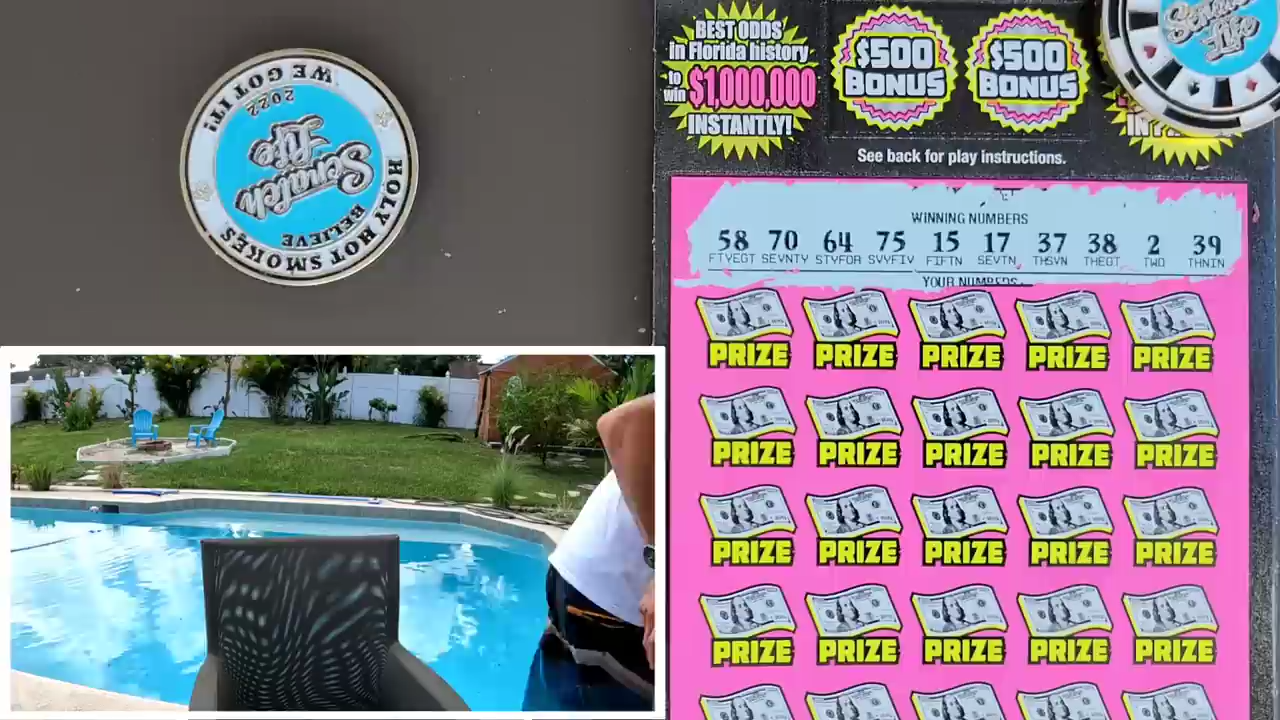 WE GOT IT!
2022
Scratch
Life
BELIEVE
HOLY HOT SMOKES
BEST ODDS
in Florida history
to win $1,000,000
INSTANTLY!
$500
BONUS
$500
BONUS
Scratch
Life
See back for play instructions.
WINNING NUMBERS
58 70 64 75 15 17 37 38 2 39
FTYEGT SEVNTY STYFOR SVYFIV FIFTN SEVTN THSVN THEGT TWO THNIN
YOUR NUMBERS
PRIZE PRIZE PRIZE PRIZE PRIZE
PRIZE PRIZE PRIZE PRIZE PRIZE
PRIZE PRIZE PRIZE PRIZE PRIZE
PRIZE PRIZE PRIZE PRIZE PRIZE